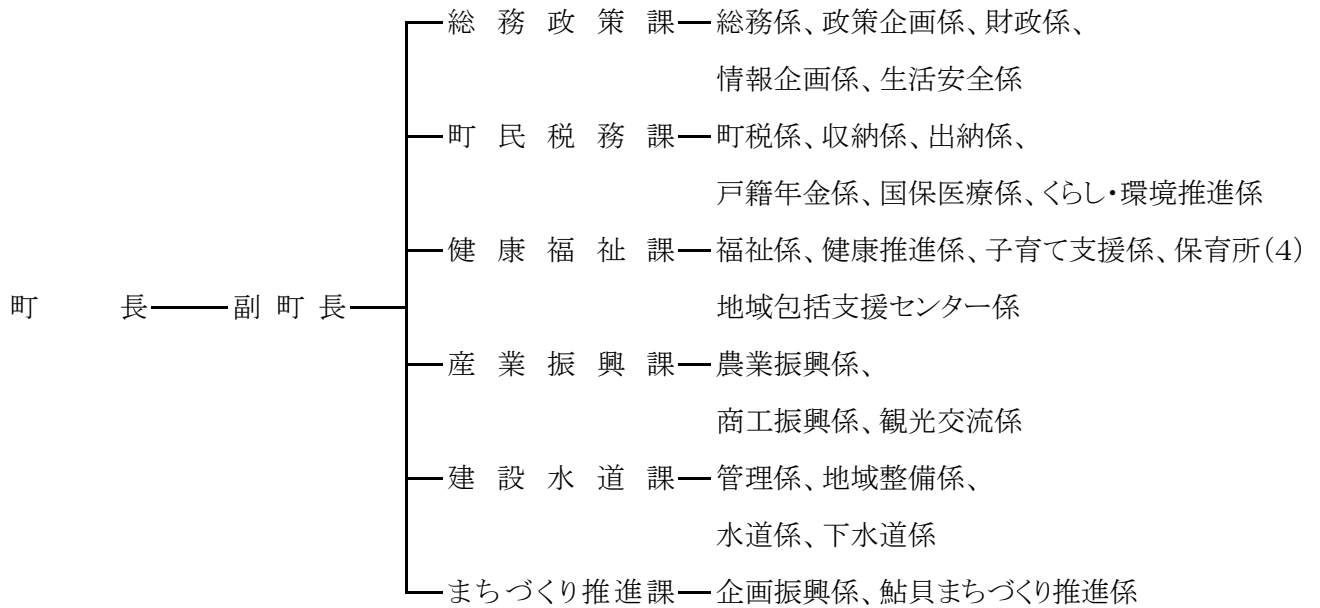 総務政策課 総務係、政策企画係、財政係、
情報企画係、生活安全係
町民税務課 町税係、収納係、出納係、
戸籍年金係、国保医療係、くらし・環境推進係
健康福祉課 福祉係、健康推進係、子育て支援係、保育所(4)
町長 副町長 地域包括支援センター係
産業振興課 農業振興係、
商工振興係、観光交流係
建設水道課 管理係、地域整備係、
水道係、下水道係
まちづくり推進課 企画振興係、鮎貝まちづくり推進係